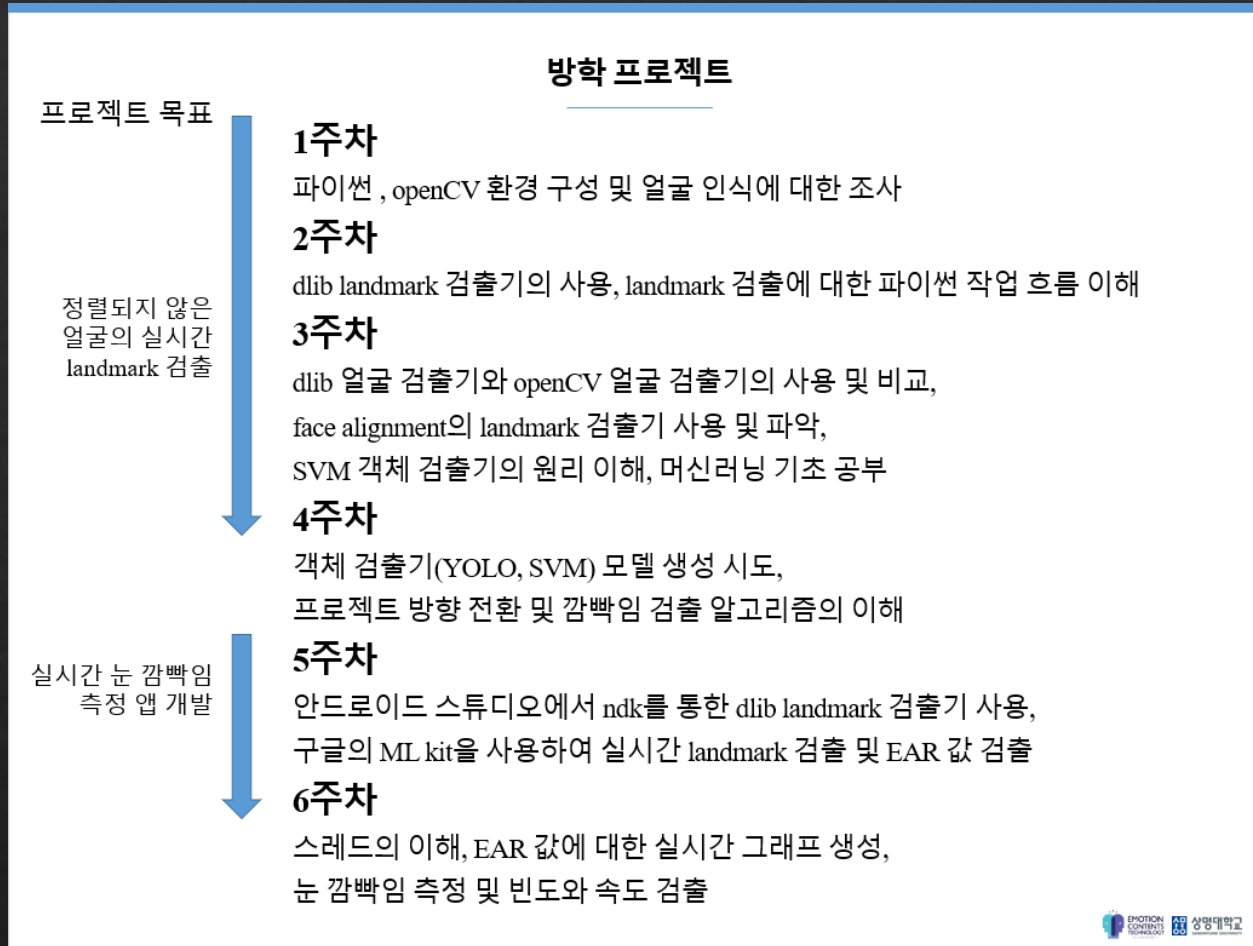 방학 프로젝트
프로젝트 목표
정렬되지 않은
얼굴의 실시간
landmark 검출
실시간 눈 깜빡임
측정 앱 개발
1주차
파이썬 , openCV 환경 구성 및 얼굴 인식에 대한 조사
2주차
dlib landmark 검출기의 사용, landmark 검출에 대한 파이썬 작업 흐름 이해
3주차
dlib 얼굴 검출기와 openCV 얼굴 검출기의 사용 및 비교,
face alignment의 landmark 검출기 사용 및 파악,
SVM 객체 검출기의 원리 이해, 머신러닝 기초 공부
4주차
객체 검출기(YOLO, SVM) 모델 생성 시도,
프로젝트 방향 전환 및 깜빡임 검출 알고리즘의 이해
5주차
안드로이드 스튜디오에서 ndk를 통한 dlib landmark 검출기 사용,
구글의 ML kit을 사용하여 실시간 landmark 검출 및 EAR 값 검출
6주차
스레드의 이해, EAR 값에 대한 실시간 그래프 생성,
눈 깜빡임 측정 및 빈도와 속도 검출
EMOTION
CONTENTS
TECHNOLOGY
상명대학교